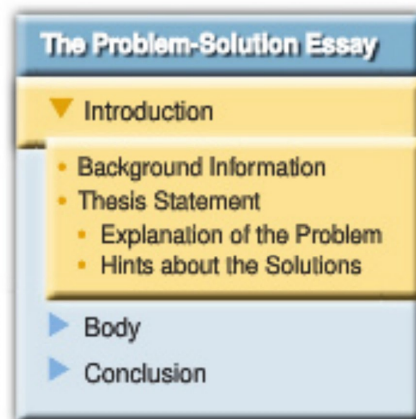 The Problem-Solution Essay
Introduction
Background Information
Thesis Statement
Explanation of the Problem
Hints about the Solutions
Body
Conclusion